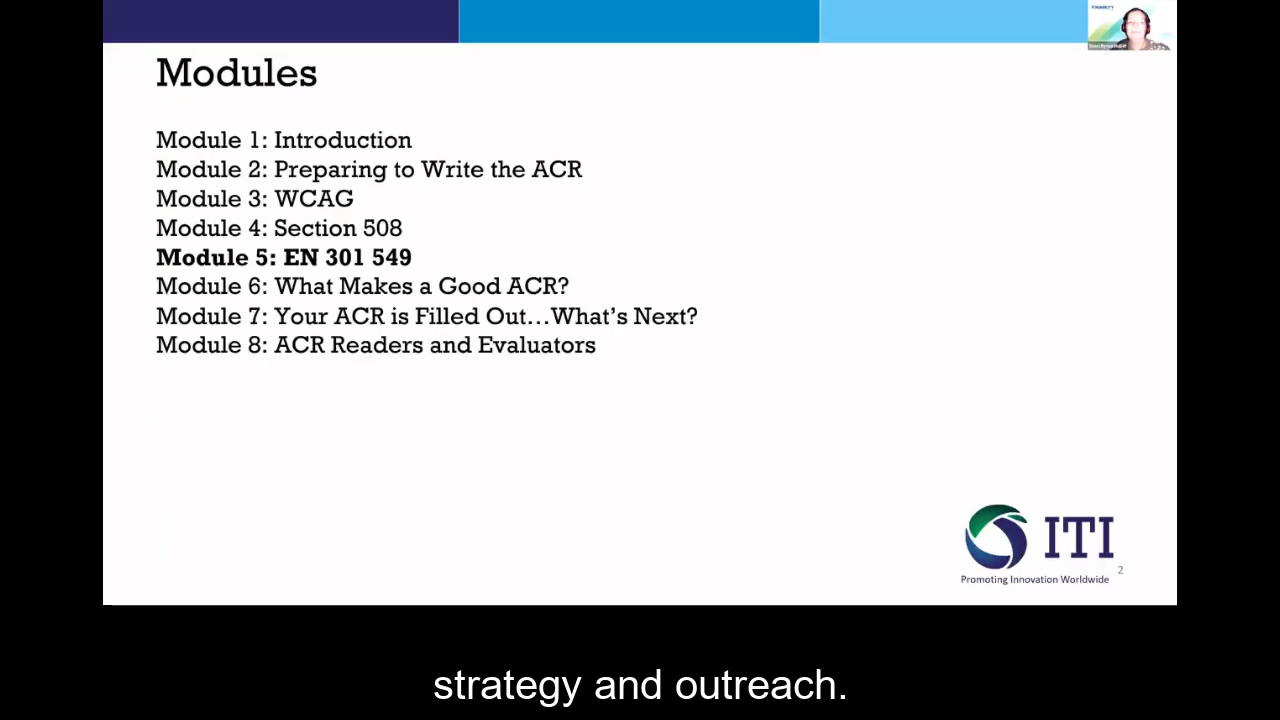 Modules
Module 1: Introduction
Module 2: Preparing to Write the ACR
Module 3: WCAG
Module 4: Section 508
Module 5: EN 301 549
Module 6: What Makes a Good ACR?
Module 7: Your ACR is Filled Out…What’s Next?
Module 8: ACR Readers and Evaluators
ITI
Promoting Innovation Worldwide
2
strategy and outreach.